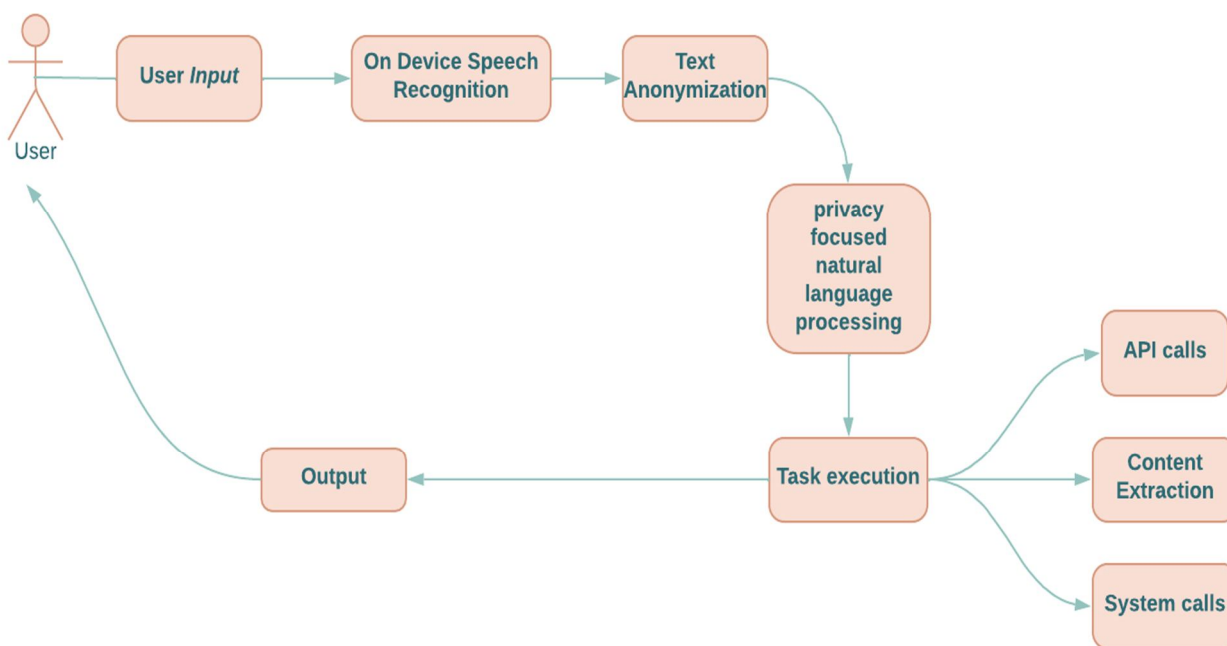 User Input
On Device Speech
Recognition
Text
Anonymization
User
privacy
focused
natural
language
processing
API calls
Task execution
Content
Extraction
Output
System calls